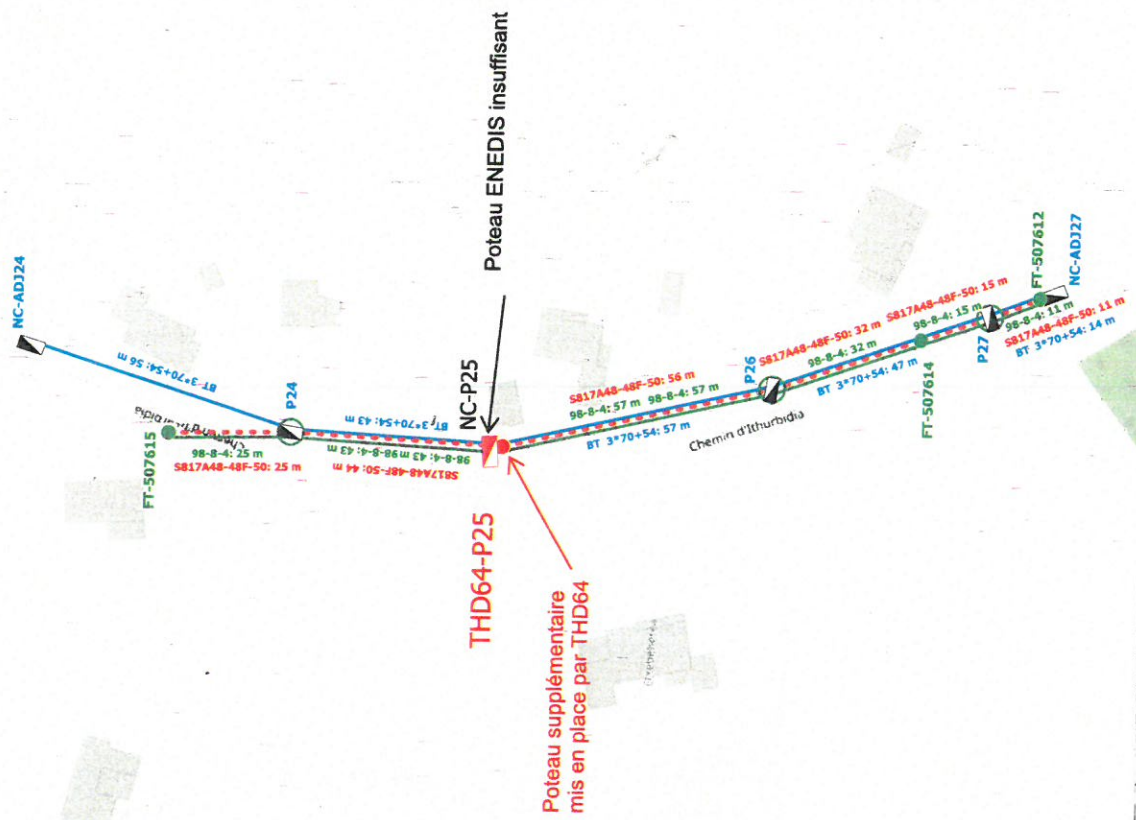 NC-ADJ24
BT 3*70+54: 56 m
P24
FT-507615
98-8-4: 25 m
S817A48-48F-50: 25 m
BT 3*70+54: 43 m
98-8-4: 43 m 98-8-4: 43 m
S817A48-48F-50: 44 m
NC-P25
Poteau ENEDIS insuffisant
THD64-P25
Poteau supplémentaire
mis en place par THD64
S817A48-48F-50: 56 m
98-8-4: 57 m 98-8-4: 57 m
BT 3*70+54: 57 m
Chemin d'Ithurbidia
P26
S817A48-48F-50: 32 m
98-8-4: 32 m
BT 3*70+54: 47 m
FT-507614
S817A48-48F-50: 15 m
98-8-4: 15 m
P27
FT-507612
NC-ADJ27
98-8-4: 11 m
S817A48-48F-50: 11 m
BT 3*70+54: 14 m